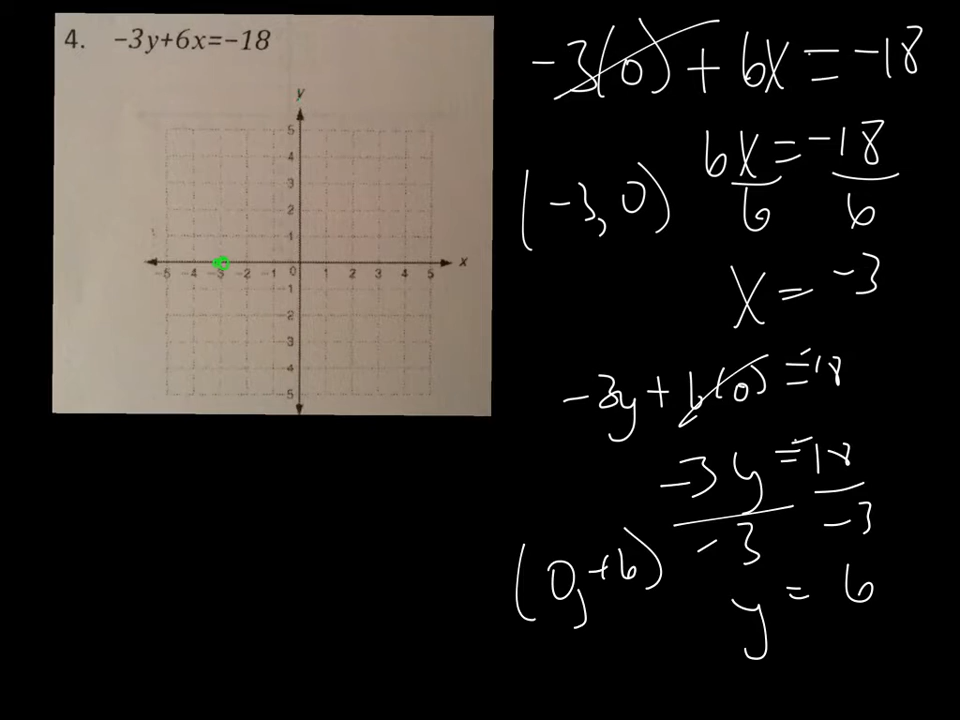 4. -3y+6x=-18
y
5
4
3
2
1
-5 -4 -3 -2 -1 0 1 2 3 4 5 x
-1
2
-3
4
5
-3(0) + 6x = -18
6x = -18
6 6
(-3, 0)
x = -3
-3y + 6(0) = -18
-3y = -18
-3 -3
(0, +6)
y = 6